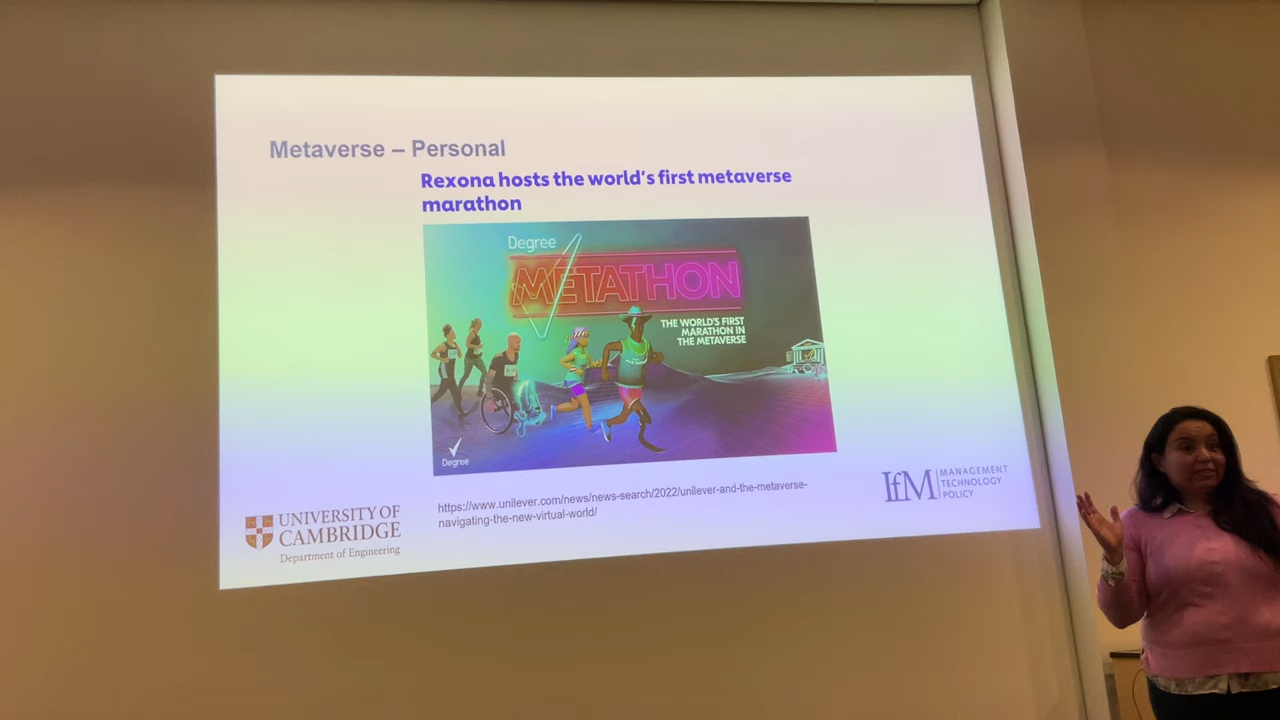 Metaverse – Personal
Rexona hosts the world's first metaverse
marathon
Degree
METATHON
THE WORLD'S FIRST
MARATHON IN
THE METAVERSE
Degree
https://www.unilever.com/news/news-search/2022/unilever-and-the-metaverse-
navigating-the-new-virtual-world/
UNIVERSITY OF
CAMBRIDGE
Department of Engineering
IfM
MANAGEMENT
TECHNOLOGY
POLICY